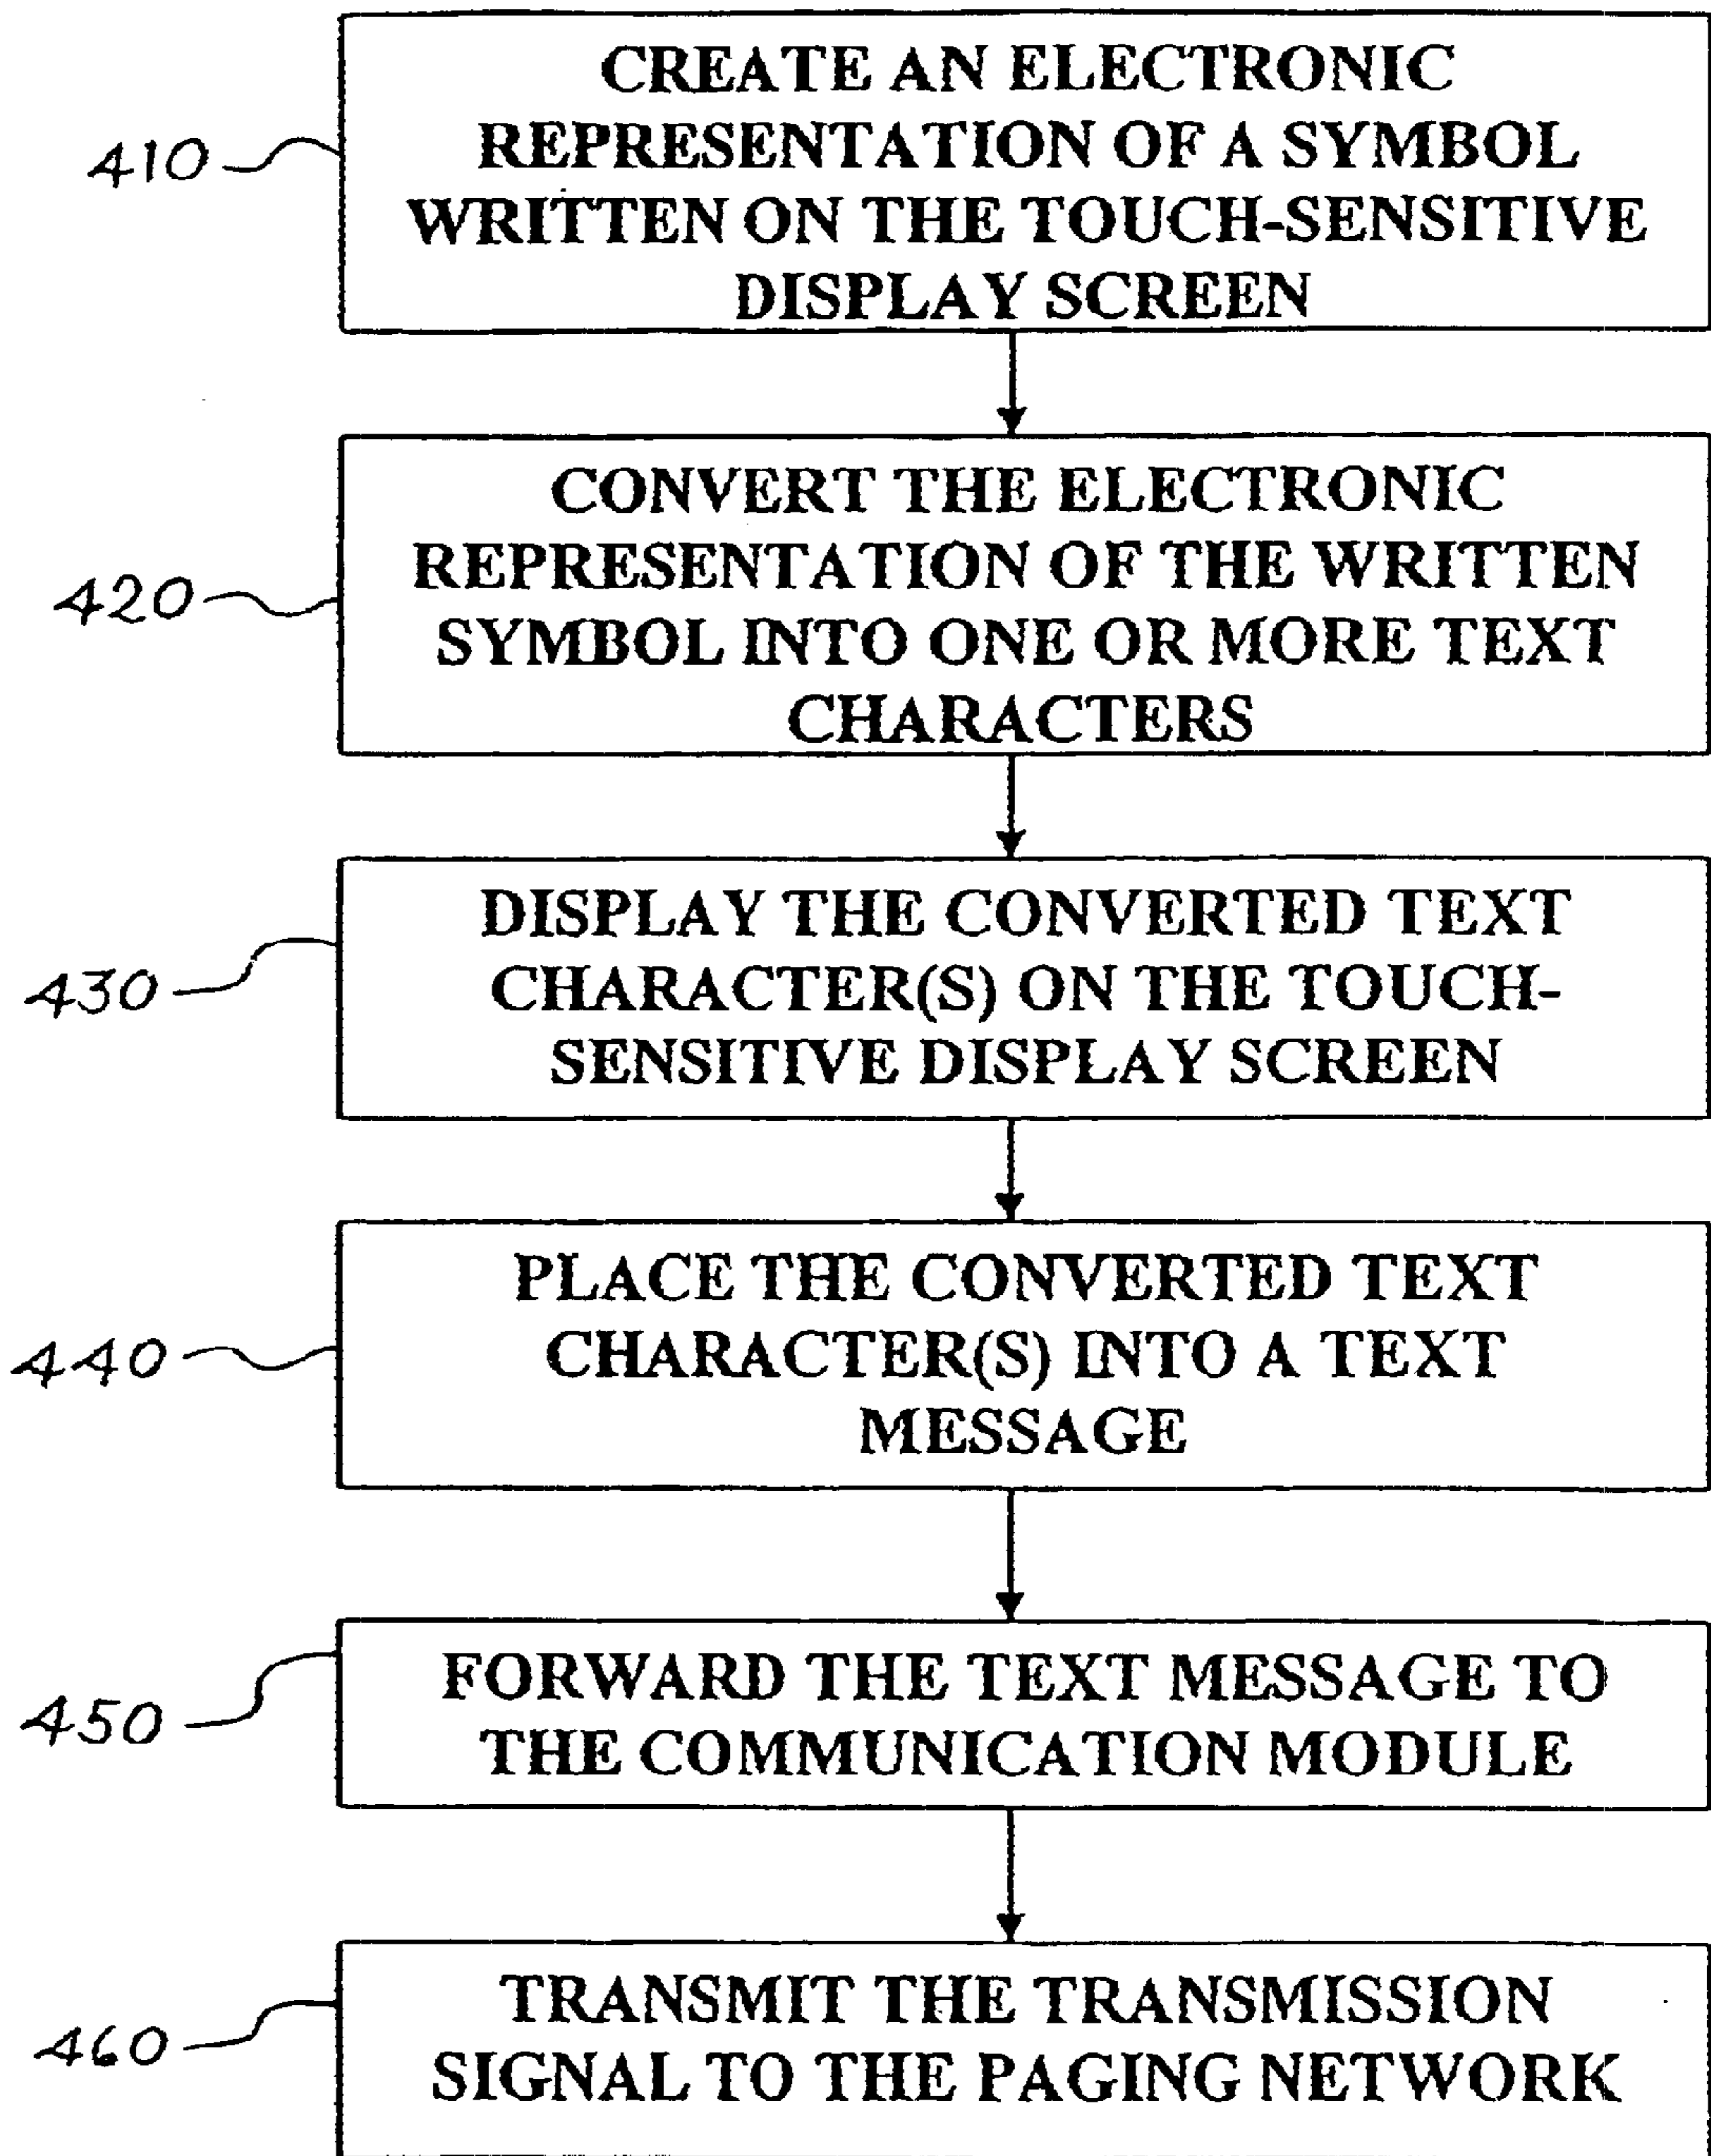 CREATE AN ELECTRONIC
REPRESENTATION OF A SYMBOL
WRITTEN ON THE TOUCH-SENSITIVE
DISPLAY SCREEN
410
CONVERT THE ELECTRONIC
REPRESENTATION OF THE WRITTEN
SYMBOL INTO ONE OR MORE TEXT
CHARACTERS
420
DISPLAY THE CONVERTED TEXT
CHARACTER(S) ON THE TOUCH-
SENSITIVE DISPLAY SCREEN
430
PLACE THE CONVERTED TEXT
CHARACTER(S) INTO A TEXT
MESSAGE
440
FORWARD THE TEXT MESSAGE TO
THE COMMUNICATION MODULE
450
TRANSMIT THE TRANSMISSION
SIGNAL TO THE PAGING NETWORK
460